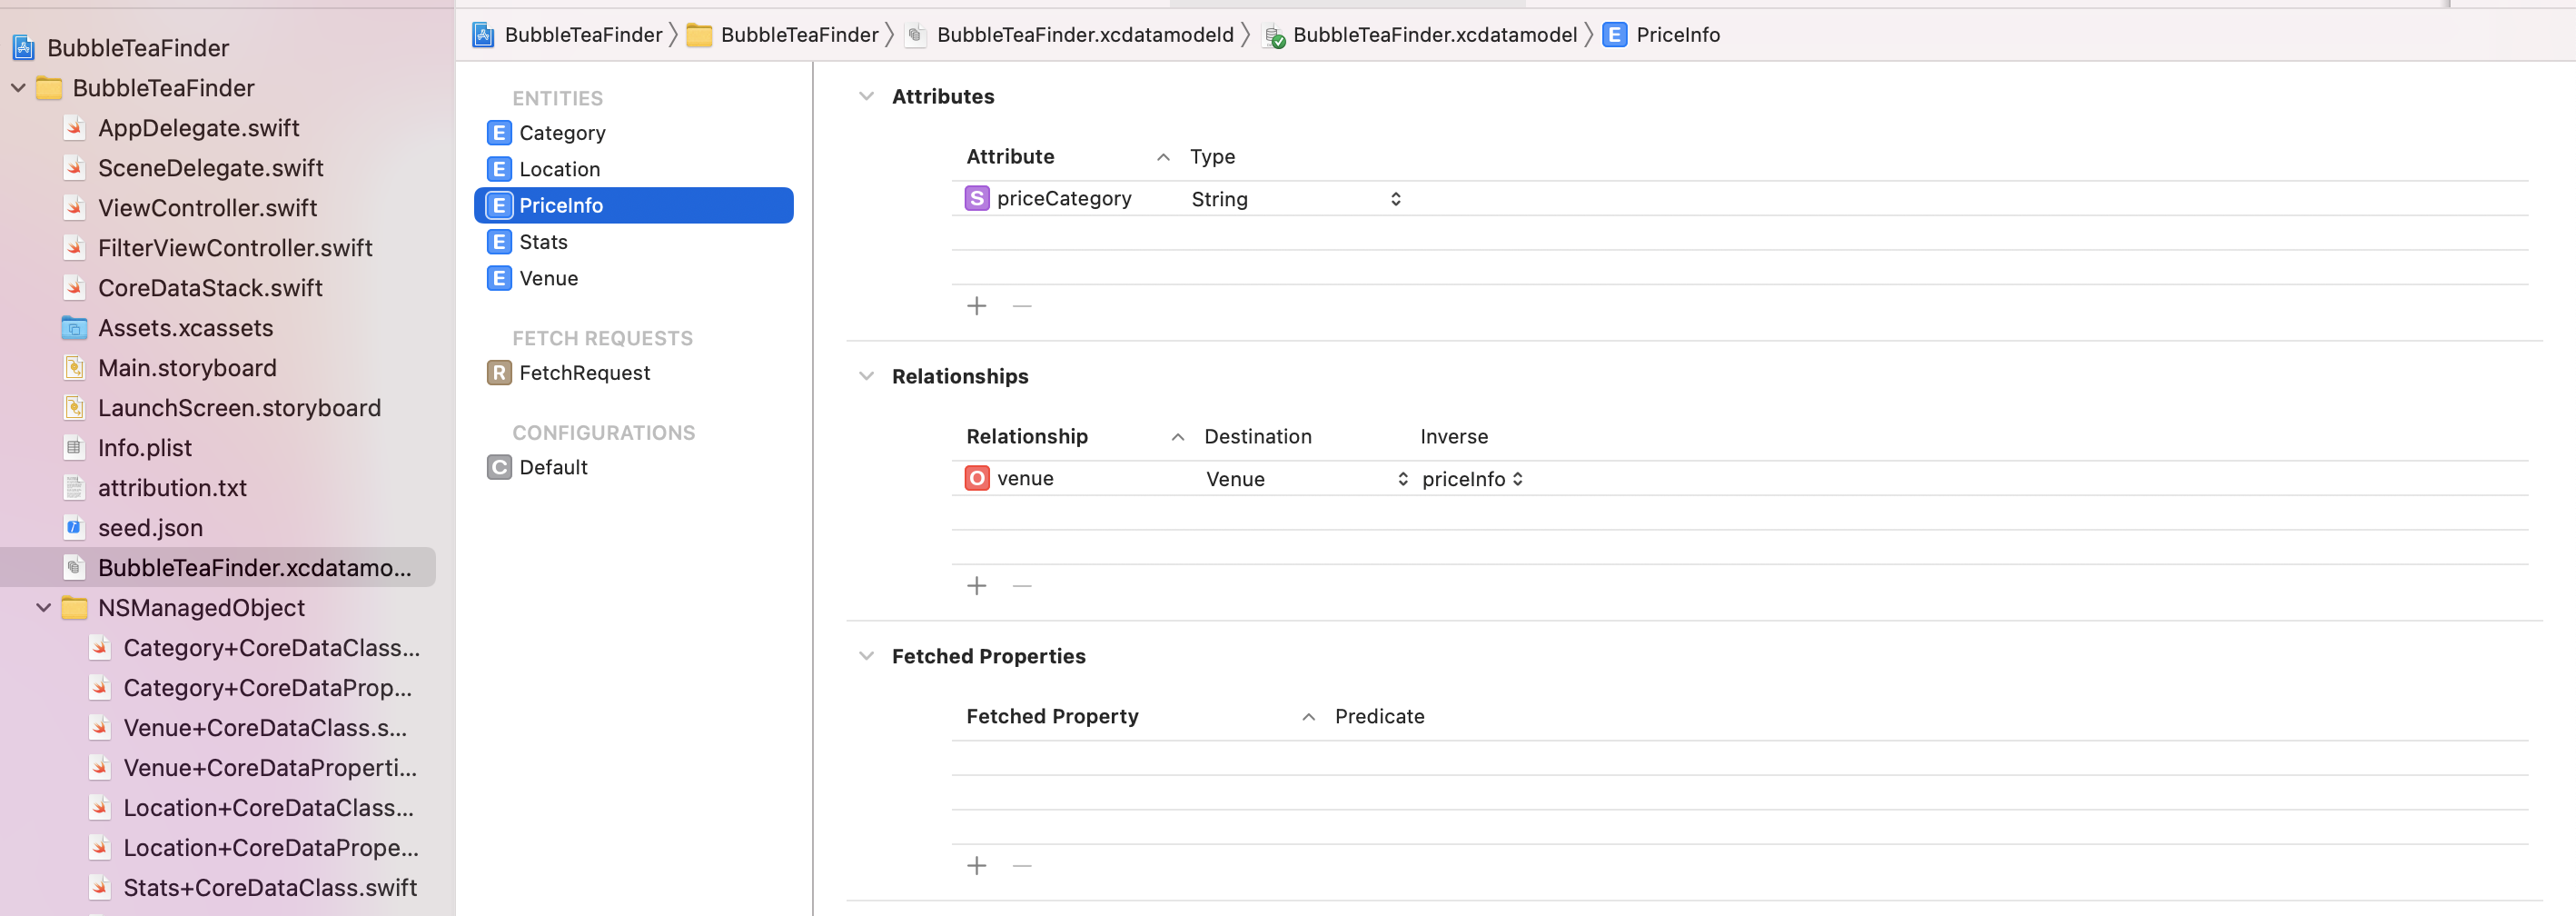 BubbleTeaFinder
BubbleTeaFinder
AppDelegate.swift
SceneDelegate.swift
ViewController.swift
FilterViewController.swift
CoreDataStack.swift
Assets.xcassets
Main.storyboard
LaunchScreen.storyboard
Info.plist
attribution.txt
seed.json
BubbleTeaFinder.xcdatamo...
NSManagedObject
Category+CoreDataClass...
Category+CoreDataProp...
Venue+CoreDataClass.s...
Venue+CoreDataProperti...
Location+CoreDataClass...
Location+CoreDataPrope...
Stats+CoreDataClass.swift
BubbleTeaFinder BubbleTeaFinder BubbleTeaFinder.xcdatamodeld BubbleTeaFinder.xcdatamodel E PriceInfo
ENTITIES
E Category
E Location
E PriceInfo
E Stats
E Venue
FETCH REQUESTS
R FetchRequest
CONFIGURATIONS
C Default
Attributes
Attribute Type
S priceCategory String
Relationships
Relationship Destination Inverse
O venue Venue priceInfo
Fetched Properties
Fetched Property Predicate